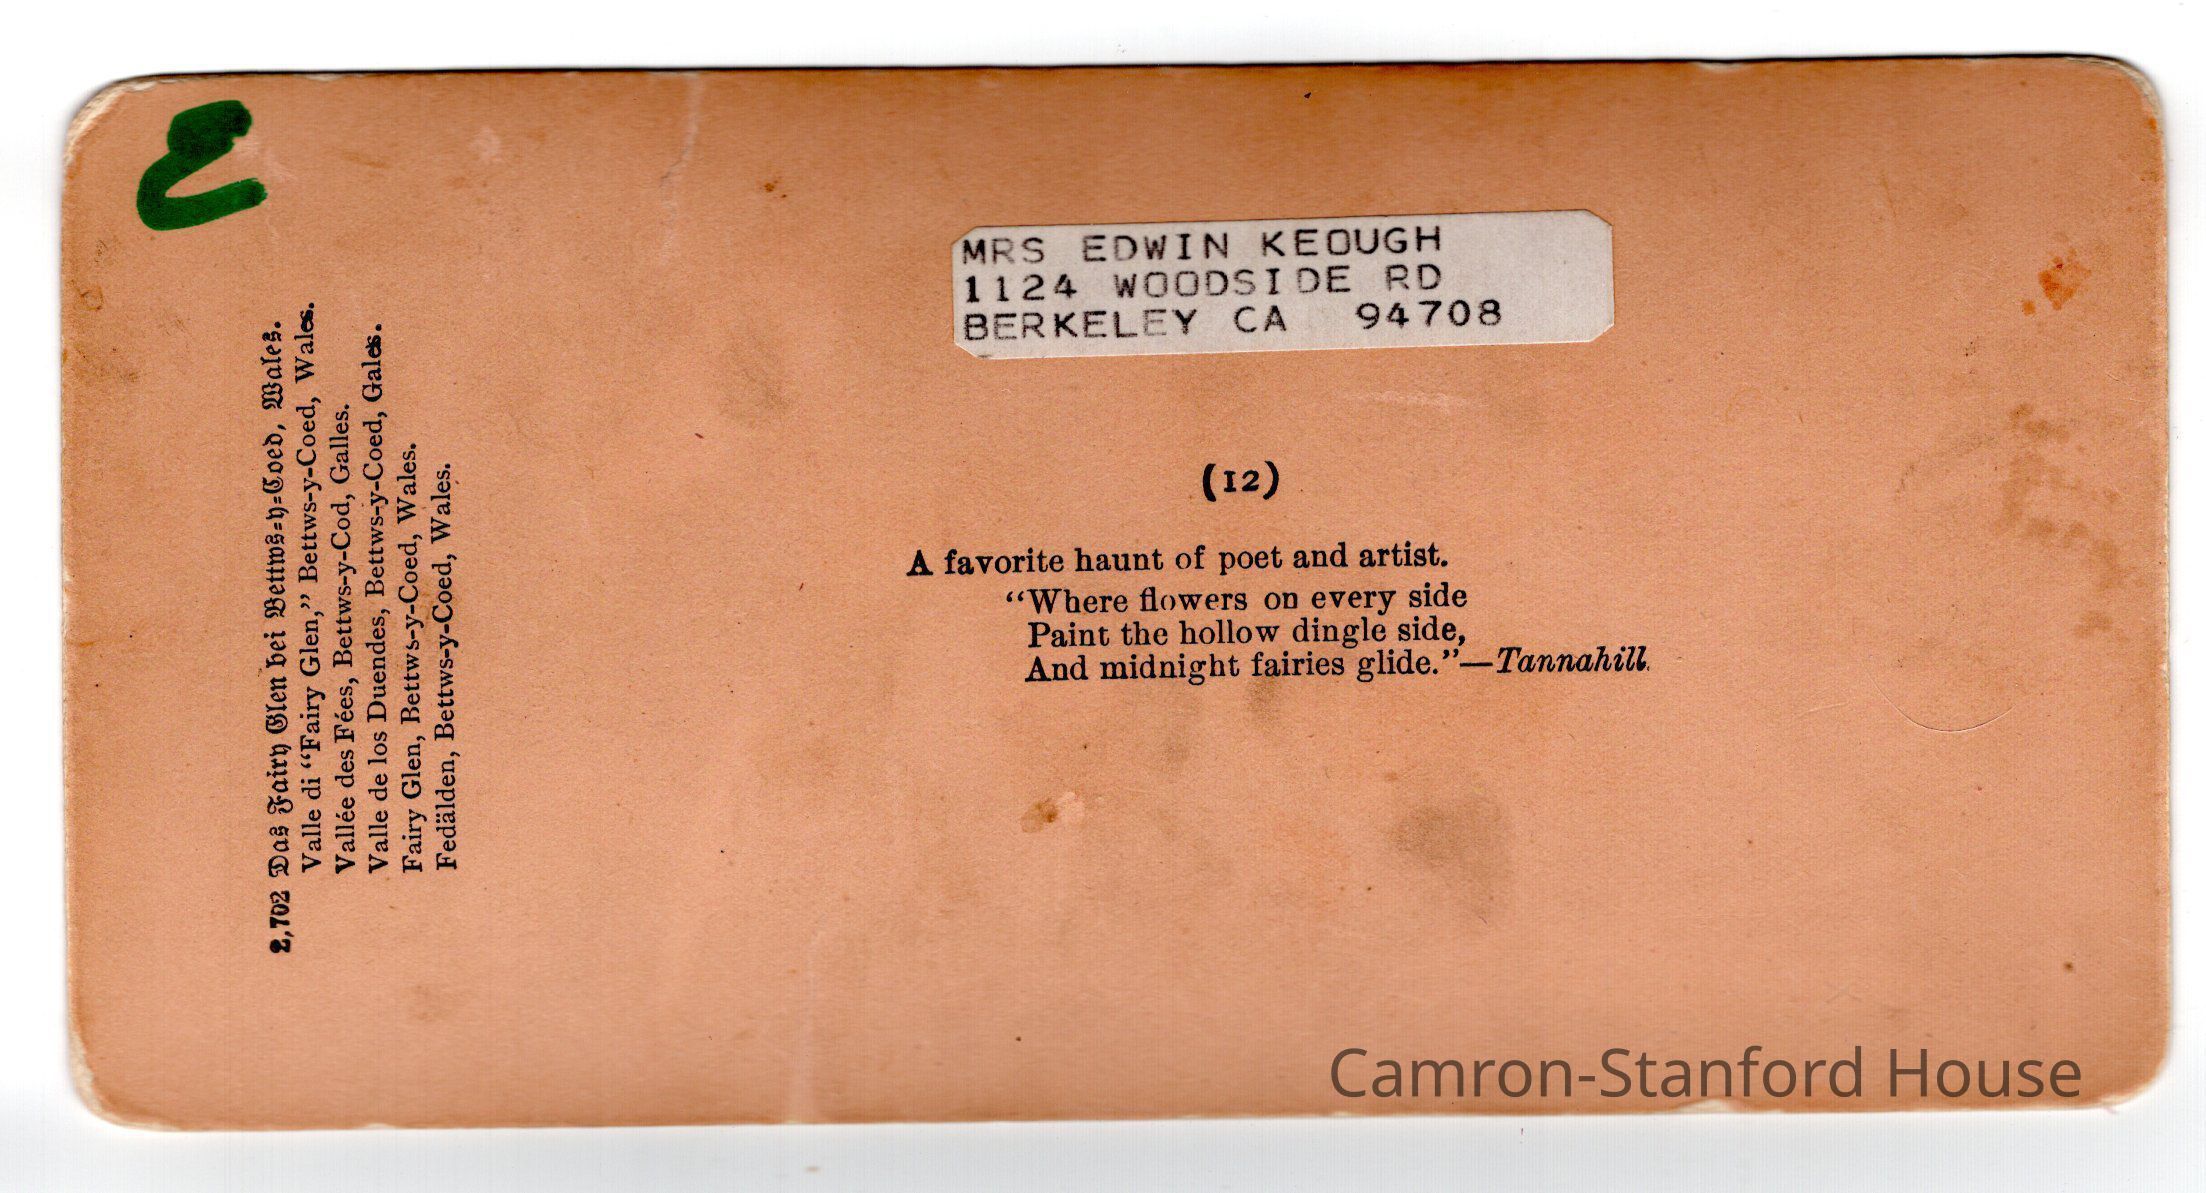 MRS EDWIN KEOUGH
1124 WOODSIDE RD
BERKELEY CA 94708
2,702 Das Fairy Glen bei Bettws-y-Coed, Wales.
Valle di "Fairy Glen," Bettws-y-Coed, Wales.
Vallée des Fées, Bettws-y-Cod, Galles.
Valle de los Duendes, Bettws-y-Coed, Gales.
Fairy Glen, Bettws-y-Coed, Wales.
Fedälden, Bettws-y-Coed, Wales.
(12)
A favorite haunt of poet and artist.
"Where flowers on every side
Paint the hollow dingle side,
And midnight fairies glide."—Tannahill.
Camron-Stanford House